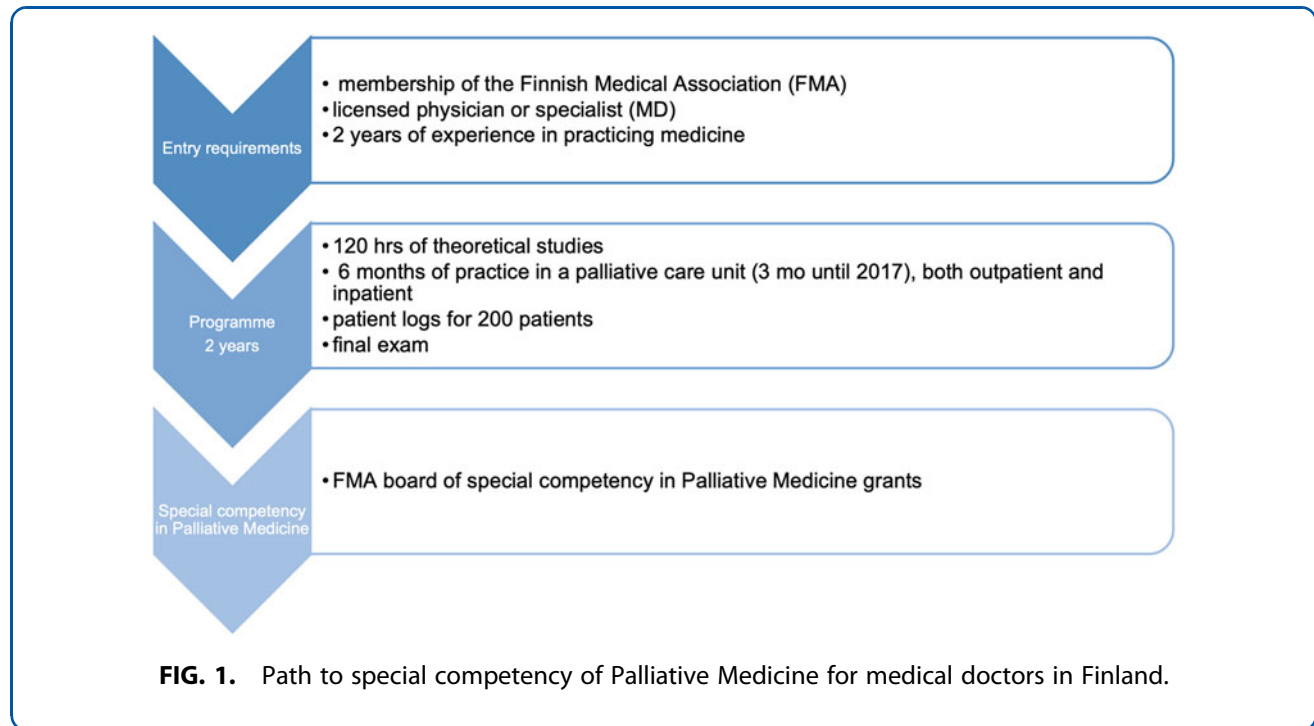 Entry requirements
• membership of the Finnish Medical Association (FMA)
• licensed physician or specialist (MD)
• 2 years of experience in practicing medicine
Programme
2 years
• 120 hrs of theoretical studies
• 6 months of practice in a palliative care unit (3 mo until 2017), both outpatient and
inpatient
• patient logs for 200 patients
• final exam
Special competency
in Palliative Medicine
• FMA board of special competency in Palliative Medicine grants
FIG. 1. Path to special competency of Palliative Medicine for medical doctors in Finland.